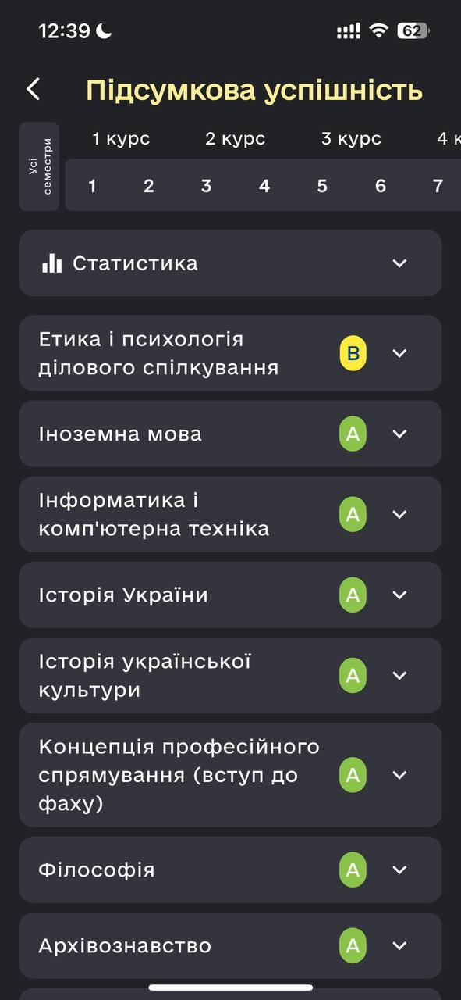 12:39
62
Підсумкова успішність
Усі
семестри
1 курс 2 курс 3 курс 4 к
1 2 3 4 5 6 7
Статистика
Етика і психологія
ділового спілкування
B
Іноземна мова
A
Інформатика і
комп'ютерна техніка
A
Історія України
A
Історія української
культури
A
Концепція професійного
спрямування (вступ до
фаху)
A
Філософія
A
Архівознавство
A